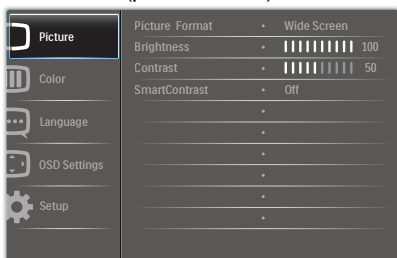 Picture
Color
Language
OSD Settings
Setup
Picture Format • Wide Screen
Brightness • 100
Contrast • 50
SmartContrast • Off
•
•
•
•
•
•